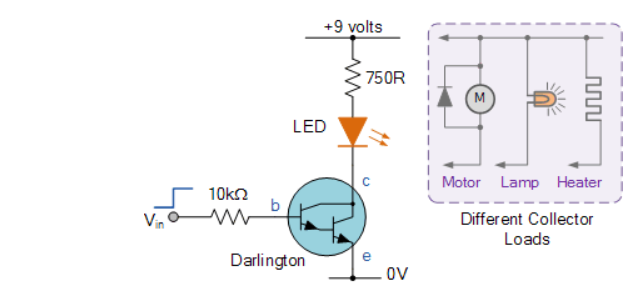 +9 volts
750R
LED
c
10kΩ
b
Vin
Darlington
e
0V
M
Motor Lamp Heater
Different Collector
Loads